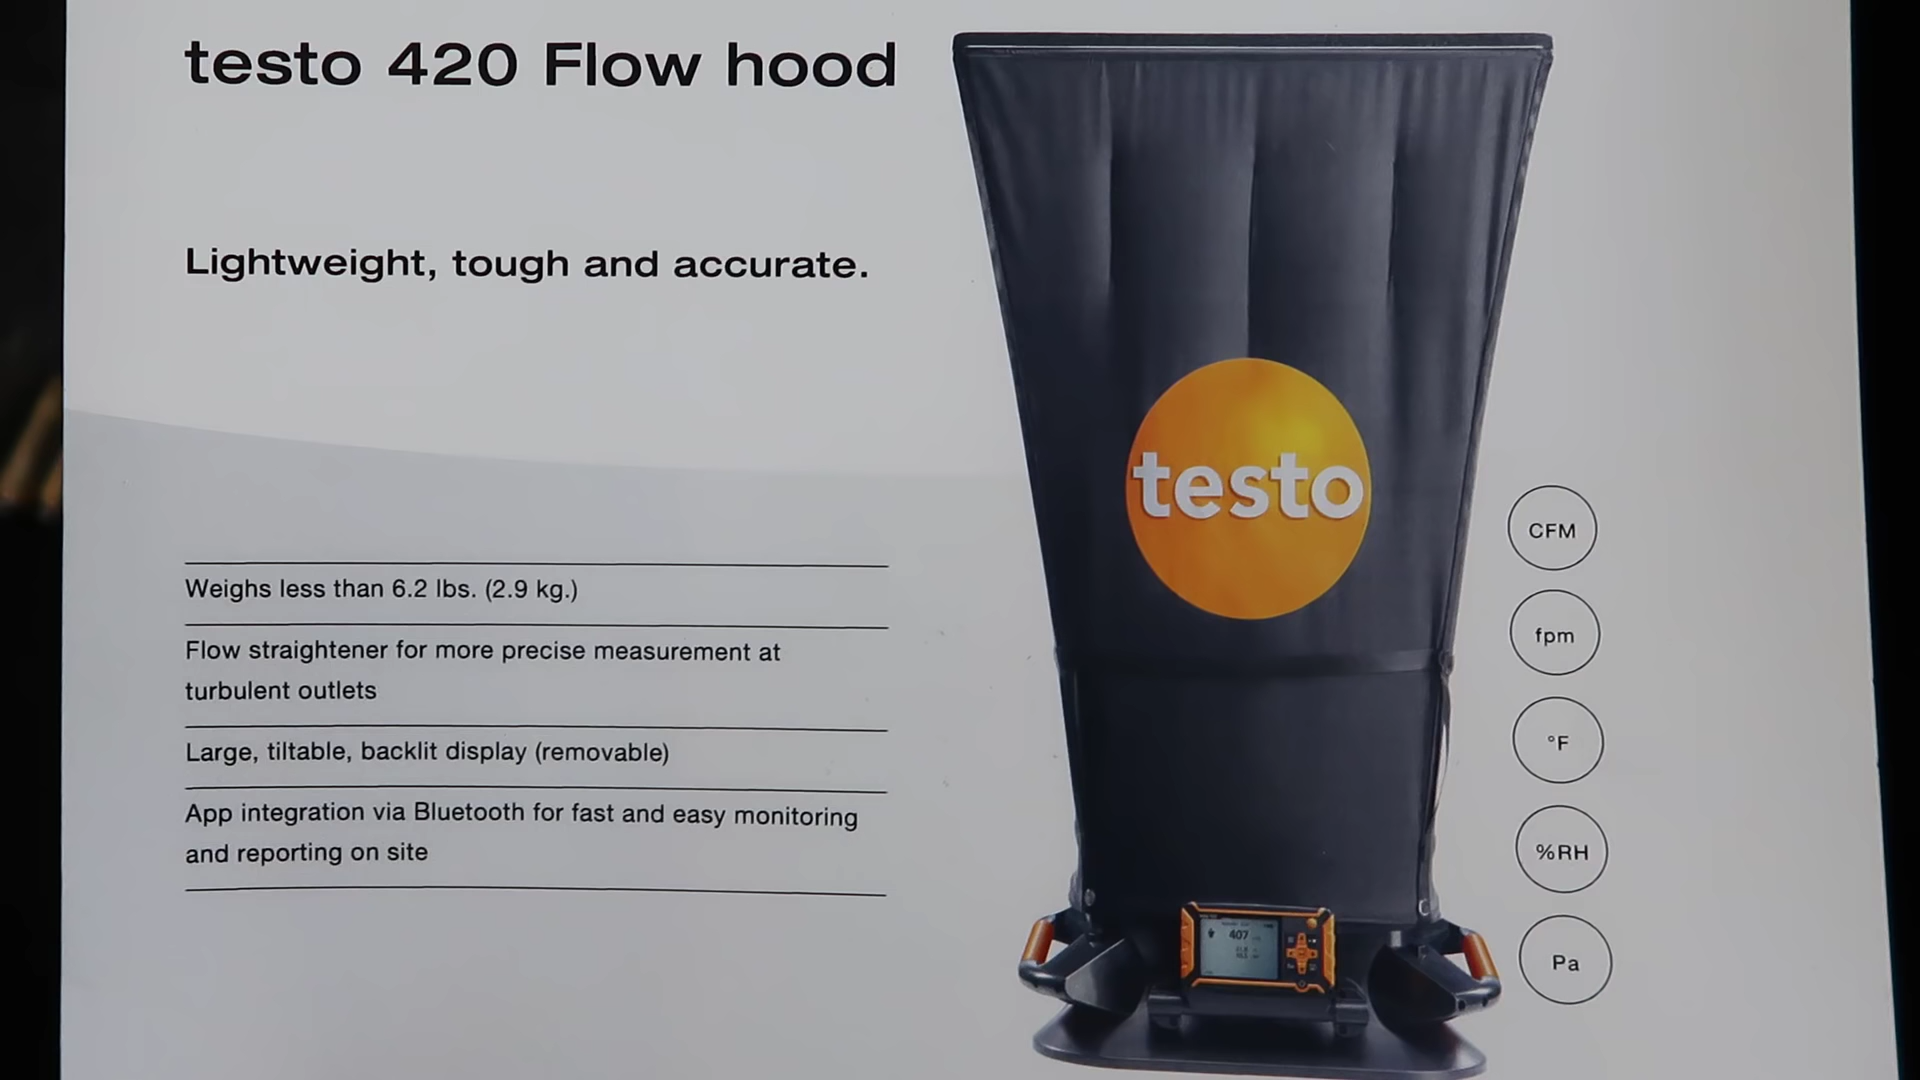 testo 420 Flow hood
Lightweight, tough and accurate.
Weighs less than 6.2 lbs. (2.9 kg.)
Flow straightener for more precise measurement at
turbulent outlets
Large, tiltable, backlit display (removable)
App integration via Bluetooth for fast and easy monitoring
and reporting on site
testo
CFM
fpm
°F
%RH
Pa
407